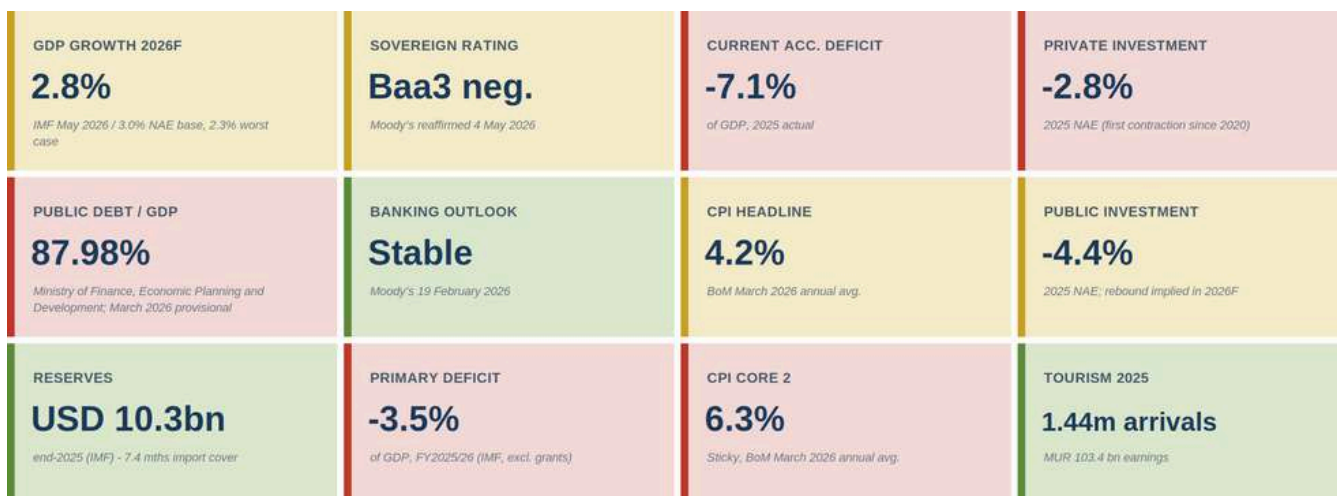 GDP GROWTH 2026F
2.8%
IMF May 2026 / 3.0% NAE base, 2.3% worst
case
SOVEREIGN RATING
Baa3 neg.
Moody's reaffirmed 4 May 2026
CURRENT ACC. DEFICIT
-7.1%
of GDP, 2025 actual
PRIVATE INVESTMENT
-2.8%
2025 NAE (first contraction since 2020)
PUBLIC DEBT / GDP
87.98%
Ministry of Finance, Economic Planning and
Development; March 2026 provisional
BANKING OUTLOOK
Stable
Moody's 19 February 2026
CPI HEADLINE
4.2%
BoM March 2026 annual avg.
PUBLIC INVESTMENT
-4.4%
2025 NAE; rebound implied in 2026F
RESERVES
USD 10.3bn
end-2025 (IMF) - 7.4 mths import cover
PRIMARY DEFICIT
-3.5%
of GDP, FY2025/26 (IMF, excl. grants)
CPI CORE 2
6.3%
Sticky, BoM March 2026 annual avg.
TOURISM 2025
1.44m arrivals
MUR 103.4 bn earnings